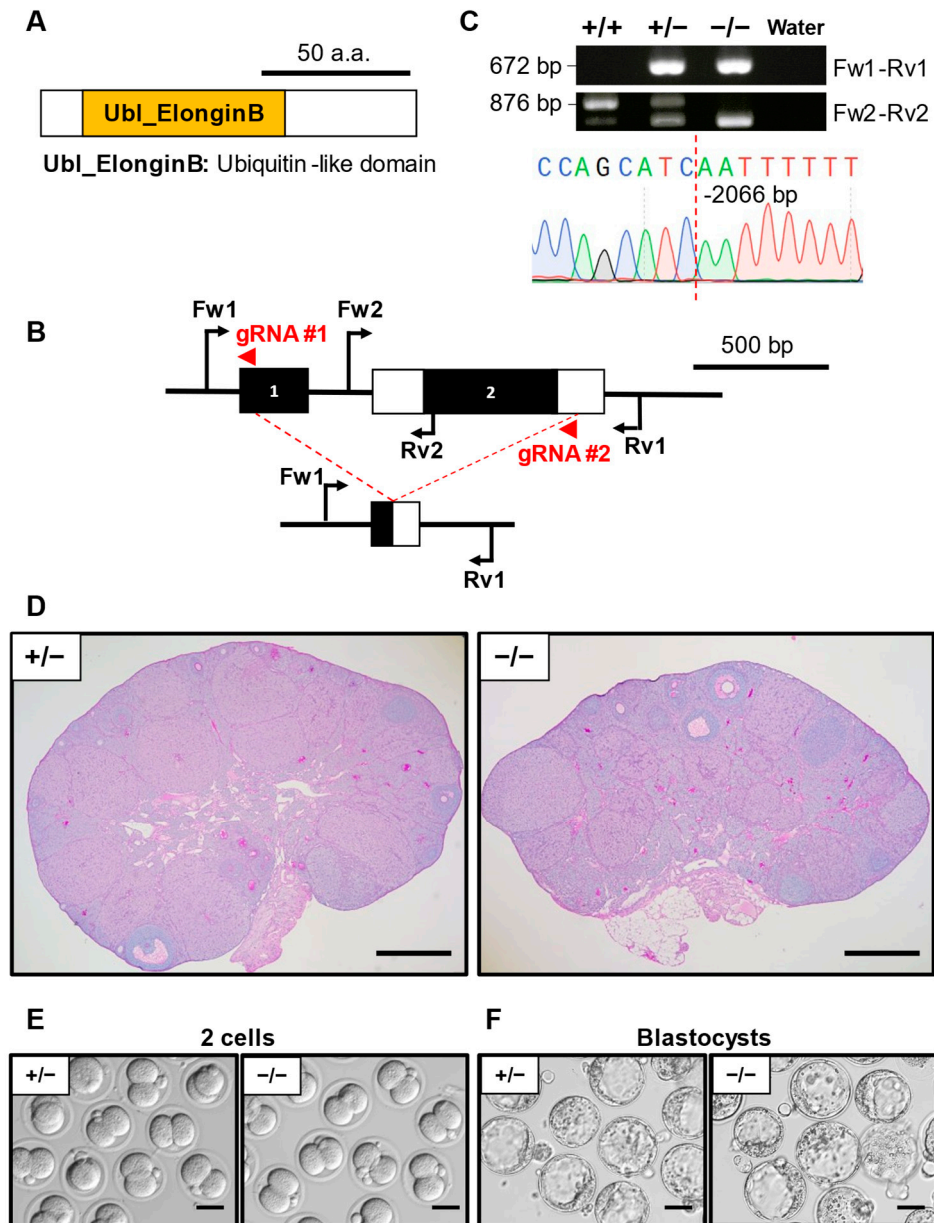 A
50 a.a.
Ubl_ElonginB
Ubl_ElonginB: Ubiquitin-like domain
C
+/+ +/− −/− Water
672 bp Fw1-Rv1
876 bp Fw2-Rv2
CCAGCATCAATTTTTT
-2066 bp
B
Fw1 gRNA #1 Fw2 500 bp
1 2
Rv2 gRNA #2 Rv1
Fw1
Rv1
D
+/− −/−
E F
2 cells Blastocysts
+/− −/− +/− −/−